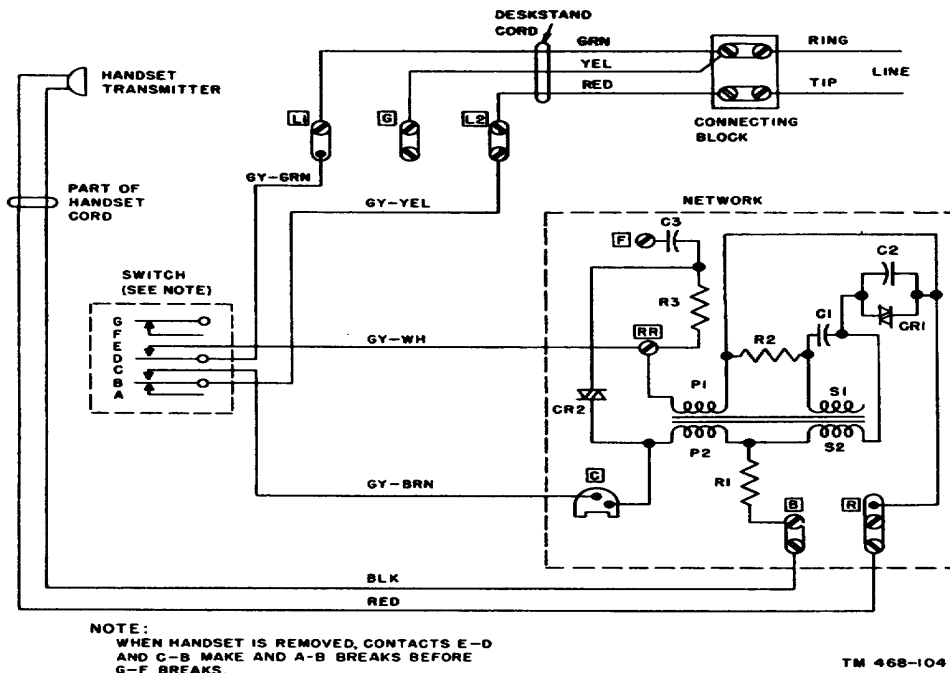 DESKSTAND
CORD
GRN
RING
YEL
LINE
RED
TIP
HANDSET
TRANSMITTER
L1
G
L2
CONNECTING
BLOCK
GY-GRN
PART OF
HANDSET
CORD
GY-YEL
NETWORK
F
C3
C2
SWITCH
(SEE NOTE)
R3
C1
CR1
G
F
E
D
C
B
A
GY-WH
RR
R2
P1
S1
CR2
P2
S2
R1
GY-BRN
C
B
R
BLK
RED
NOTE:
WHEN HANDSET IS REMOVED, CONTACTS E-D
AND C-B MAKE AND A-B BREAKS BEFORE
G-F BREAKS.
TM 468-104